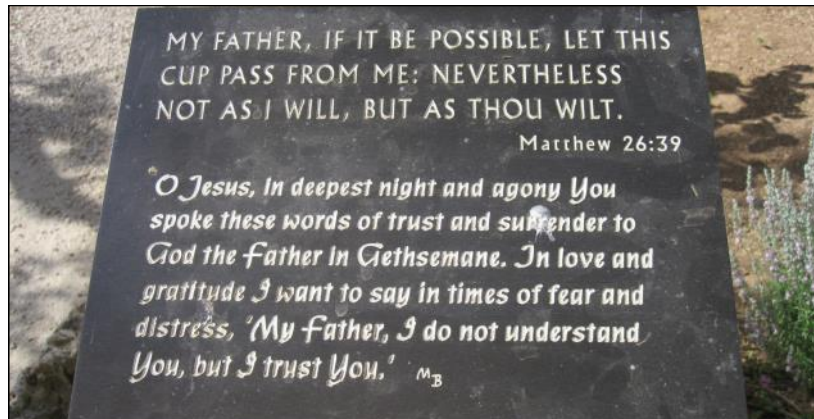 MY FATHER, IF IT BE POSSIBLE, LET THIS
CUP PASS FROM ME: NEVERTHELESS
NOT AS I WILL, BUT AS THOU WILT.
Matthew 26:39
"O Jesus, In deepest night and agony You
spoke these words of trust and surrender to
God the Father in Gethsemane. In love and
gratitude I want to say in times of fear and
distress, 'My Father, I do not understand
You, but I trust You.'
MB